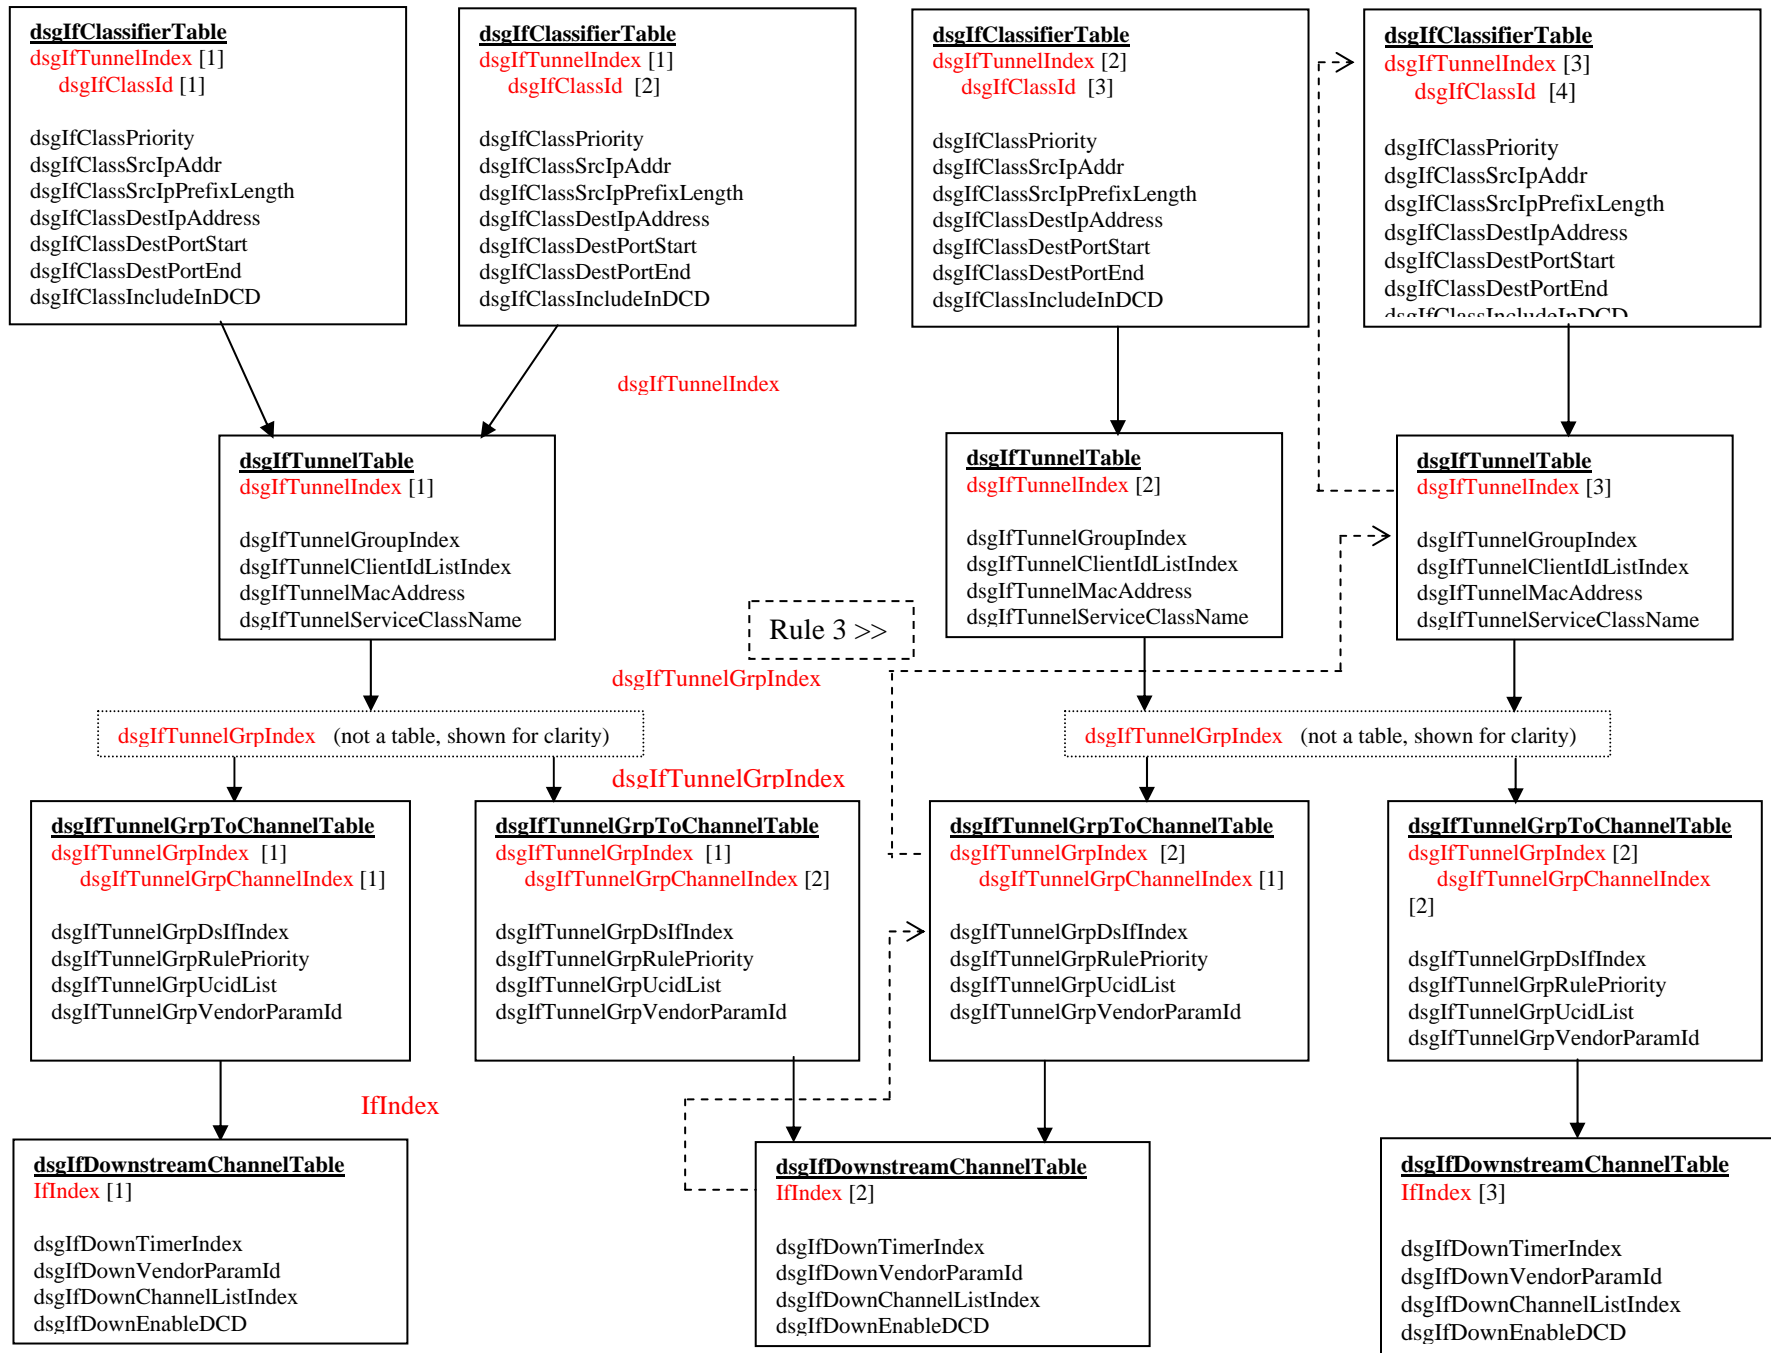 dsgIfClassifierTable
dsgIfTunnelIndex [1]
dsgIfClassId [1]
dsgIfClassPriority
dsgIfClassSrcIpAddr
dsgIfClassSrcIpPrefixLength
dsgIfClassDestIpAddress
dsgIfClassDestPortStart
dsgIfClassDestPortEnd
dsgIfClassIncludeInDCD
dsgIfClassifierTable
dsgIfTunnelIndex [1]
dsgIfClassId [2]
dsgIfClassPriority
dsgIfClassSrcIpAddr
dsgIfClassSrcIpPrefixLength
dsgIfClassDestIpAddress
dsgIfClassDestPortStart
dsgIfClassDestPortEnd
dsgIfClassIncludeInDCD
dsgIfClassifierTable
dsgIfTunnelIndex [2]
dsgIfClassId [3]
dsgIfClassPriority
dsgIfClassSrcIpAddr
dsgIfClassSrcIpPrefixLength
dsgIfClassDestIpAddress
dsgIfClassDestPortStart
dsgIfClassDestPortEnd
dsgIfClassIncludeInDCD
dsgIfClassifierTable
dsgIfTunnelIndex [3]
dsgIfClassId [4]
dsgIfClassPriority
dsgIfClassSrcIpAddr
dsgIfClassSrcIpPrefixLength
dsgIfClassDestIpAddress
dsgIfClassDestPortStart
dsgIfClassDestPortEnd
dsgIfClassIncludeInDCD
dsgIfTunnelIndex
dsgIfTunnelTable
dsgIfTunnelIndex [1]
dsgIfTunnelGroupIndex
dsgIfTunnelClientIdListIndex
dsgIfTunnelMacAddress
dsgIfTunnelServiceClassName
dsgIfTunnelTable
dsgIfTunnelIndex [2]
dsgIfTunnelGroupIndex
dsgIfTunnelClientIdListIndex
dsgIfTunnelMacAddress
dsgIfTunnelServiceClassName
dsgIfTunnelTable
dsgIfTunnelIndex [3]
dsgIfTunnelGroupIndex
dsgIfTunnelClientIdListIndex
dsgIfTunnelMacAddress
dsgIfTunnelServiceClassName
Rule 3 >>
dsgIfTunnelGrpIndex
dsgIfTunnelGrpIndex (not a table, shown for clarity)
dsgIfTunnelGrpIndex (not a table, shown for clarity)
dsgIfTunnelGrpIndex
dsgIfTunnelGrpToChannelTable
dsgIfTunnelGrpIndex [1]
dsgIfTunnelGrpChannelIndex [1]
dsgIfTunnelGrpDsIfIndex
dsgIfTunnelGrpRulePriority
dsgIfTunnelGrpUcidList
dsgIfTunnelGrpVendorParamId
dsgIfTunnelGrpToChannelTable
dsgIfTunnelGrpIndex [1]
dsgIfTunnelGrpChannelIndex [2]
dsgIfTunnelGrpDsIfIndex
dsgIfTunnelGrpRulePriority
dsgIfTunnelGrpUcidList
dsgIfTunnelGrpVendorParamId
dsgIfTunnelGrpToChannelTable
dsgIfTunnelGrpIndex [2]
dsgIfTunnelGrpChannelIndex [1]
dsgIfTunnelGrpDsIfIndex
dsgIfTunnelGrpRulePriority
dsgIfTunnelGrpUcidList
dsgIfTunnelGrpVendorParamId
dsgIfTunnelGrpToChannelTable
dsgIfTunnelGrpIndex [2]
dsgIfTunnelGrpChannelIndex
[2]
dsgIfTunnelGrpDsIfIndex
dsgIfTunnelGrpRulePriority
dsgIfTunnelGrpUcidList
dsgIfTunnelGrpVendorParamId
IfIndex
dsgIfDownstreamChannelTable
IfIndex [1]
dsgIfDownTimerIndex
dsgIfDownVendorParamId
dsgIfDownChannelListIndex
dsgIfDownEnableDCD
dsgIfDownstreamChannelTable
IfIndex [2]
dsgIfDownTimerIndex
dsgIfDownVendorParamId
dsgIfDownChannelListIndex
dsgIfDownEnableDCD
dsgIfDownstreamChannelTable
IfIndex [3]
dsgIfDownTimerIndex
dsgIfDownVendorParamId
dsgIfDownChannelListIndex
dsgIfDownEnableDCD